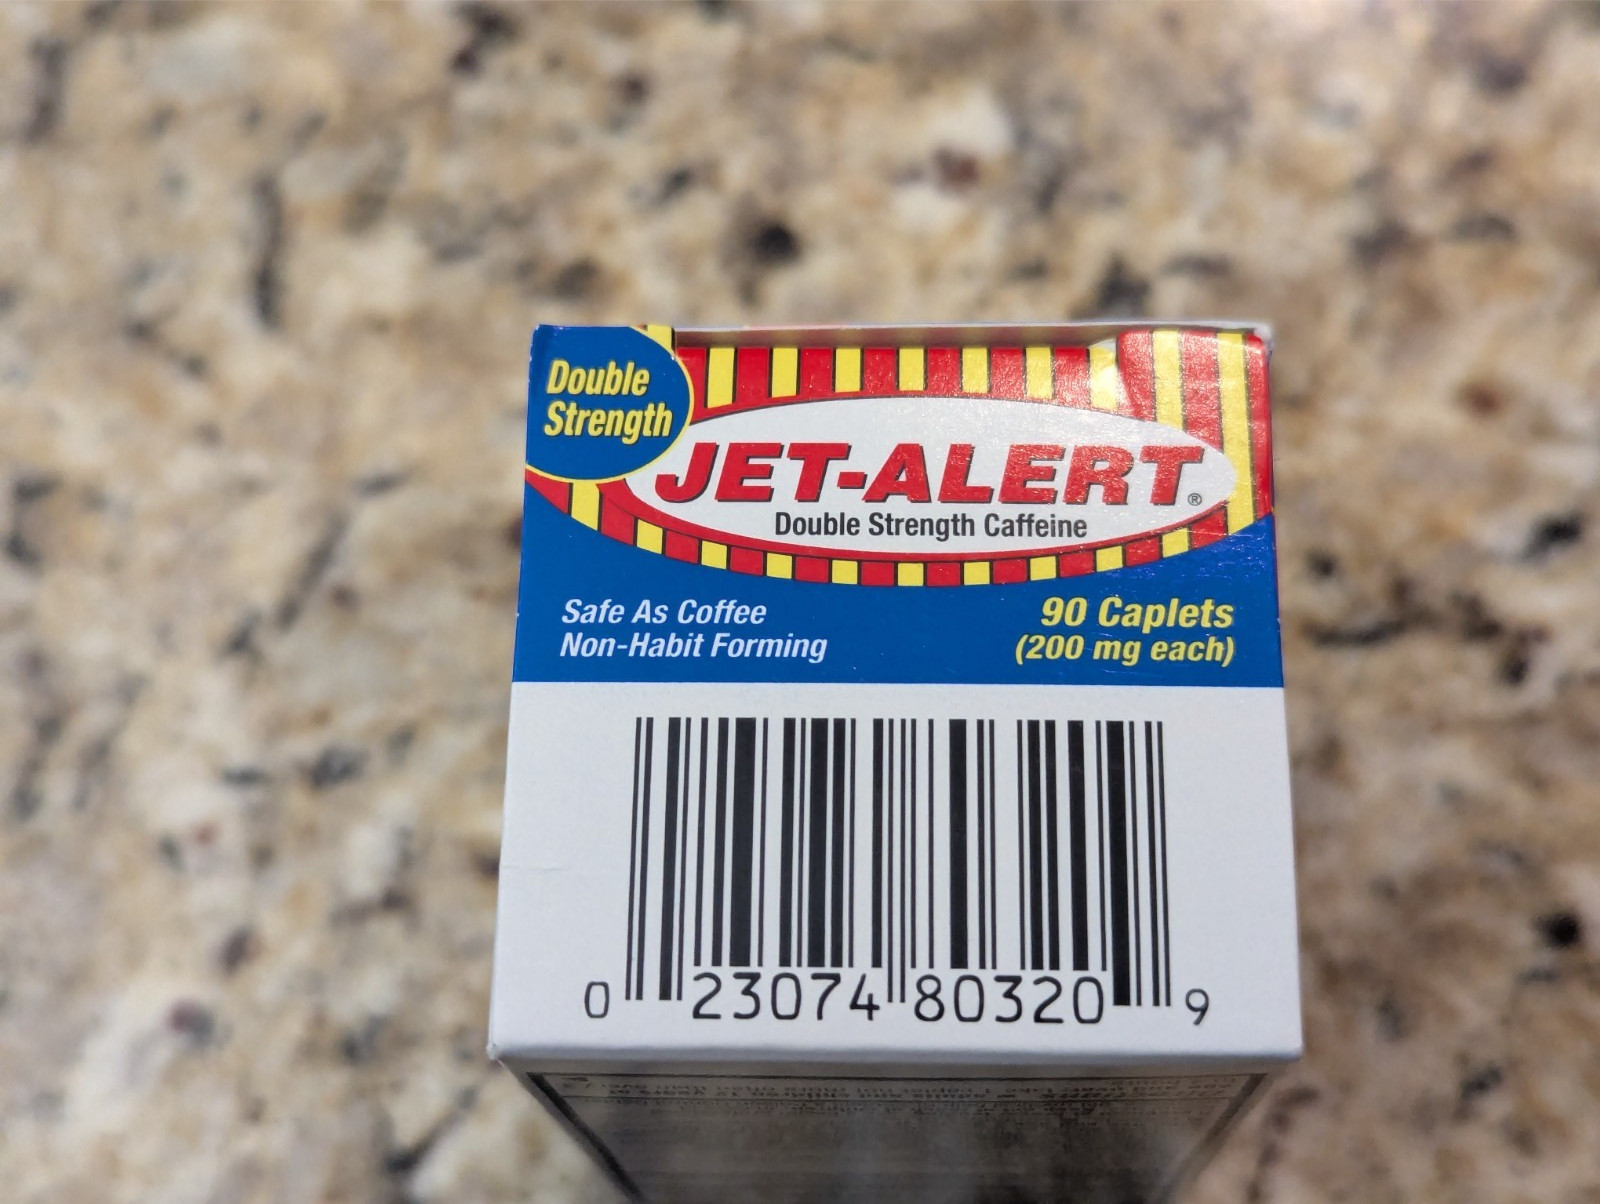 Double
Strength
JET-ALERT®
Double Strength Caffeine
Safe As Coffee
Non-Habit Forming
90 Caplets
(200 mg each)
0 23074 80320 9